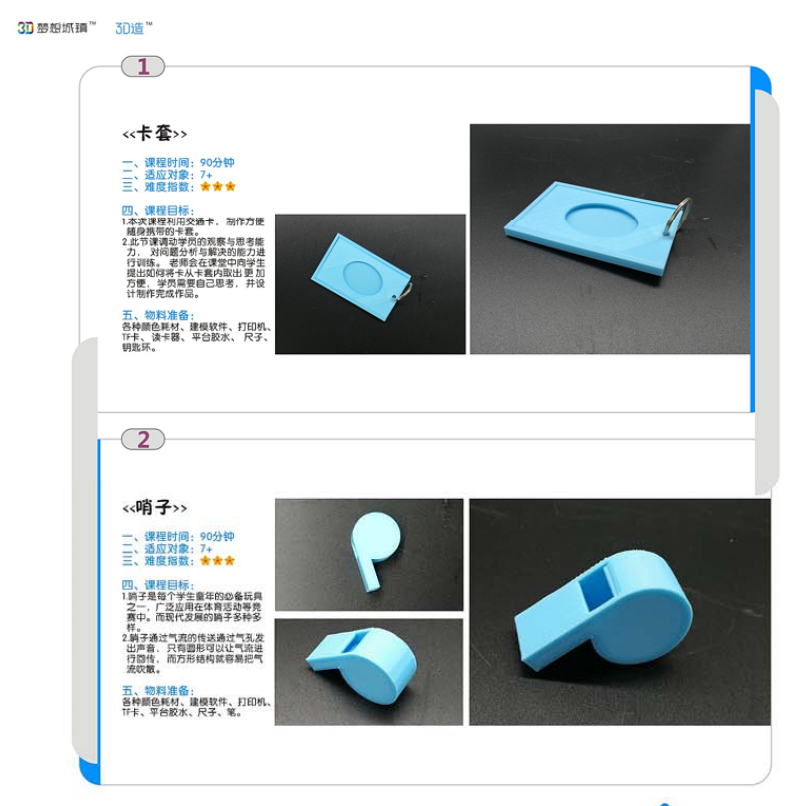 3D 梦想城镇™ 3D造™
1
<<卡套>>
一、课程时间：90分钟
二、适应对象：7+
三、难度指数：
四、课程目标：
1.本次课程利用交通卡，制作方便
随身携带的卡套。
2.此节课调动学员的观察与思考能
力， 对问题分析与解决的能力进
行训练。 老师会在课堂中向学生
提出如何将卡从卡套内取出更加
方便，学员需要自己思考，并设
计制作完成作品。
五、物料准备：
各种颜色耗材、建模软件、打印机、
TF卡、 读卡器、平台胶水、 尺子、
钥匙环。
2
<<哨子>>
一、课程时间：90分钟
二、适应对象：7+
三、难度指数：
四、课程目标：
1.哨子是每个学生童年的必备玩具
之一，广泛应用在体育活动等竞
赛中。而现代发展的哨子多种多
样。
2.哨子通过气流的传送通过气孔发
出声音，只有圆形可以让气流进
行回传，而方形结构就容易把气
流吹散。
五、物料准备：
各种颜色耗材、建模软件、打印机、
TF卡、平台胶水、尺子、笔。